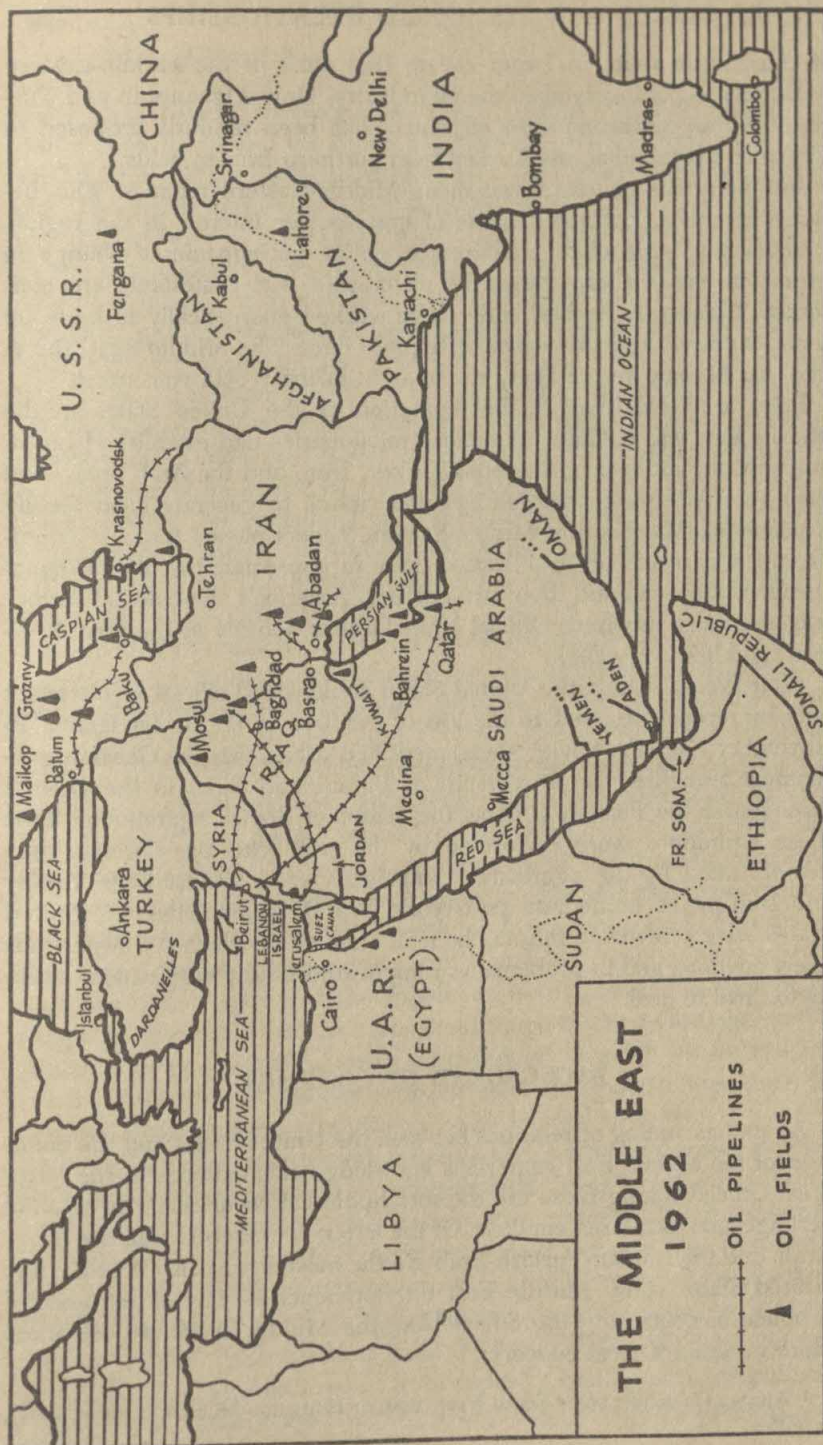 CHINA
U. S. S. R.
Fergana
Srinagar
Kabul
AFGHANISTAN
Lahore
PAKISTAN
New Delhi
INDIA
Karachi
Bombay
Madras
Colombo
INDIAN OCEAN
Krasnovodsk
CASPIAN SEA
Tehran
IRAN
Abadan
PERSIAN GULF
OMAN
Grozny
Maikop
Batum
Baku
Mosul
Baghdad
Basra
IRAQ
KUWAIT
Bahrein
Qatar
SAUDI ARABIA
Medina
Mecca
YEMEN
ADEN
SOMALI REPUBLIC
BLACK SEA
Ankara
TURKEY
Istanbul
DARDANELLES
SYRIA
Beirut
LEBANON
ISRAEL
Jerusalem
JORDAN
SUEZ
CANAL
RED SEA
FR. SOM.
ETHIOPIA
MEDITERRANEAN SEA
Cairo
U.A.R.
(EGYPT)
SUDAN
LIBYA
THE MIDDLE EAST
1962
OIL PIPELINES
OIL FIELDS